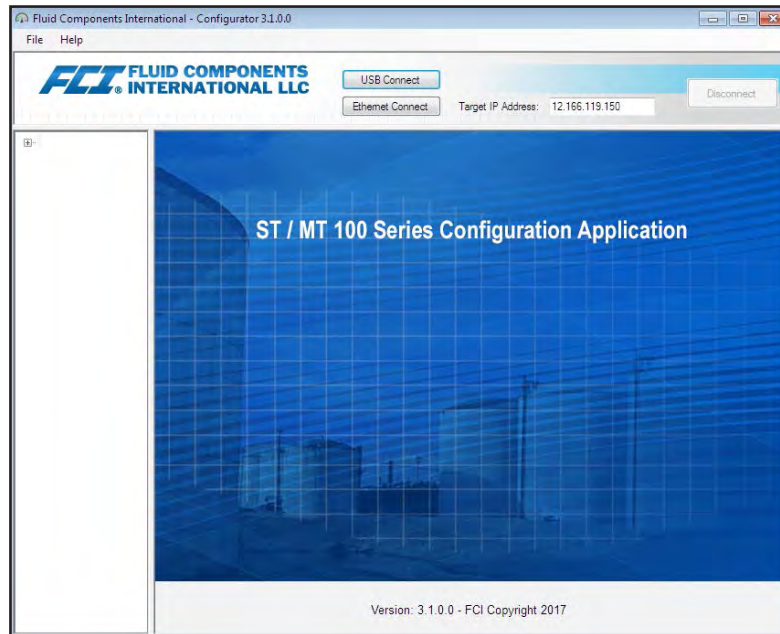 Fluid Components International - Configurator 3.1.0.0
File Help
FCI® FLUID COMPONENTS
INTERNATIONAL LLC
USB Connect
Ethernet Connect Target IP Address: 12.166.119.150
Disconnect
ST / MT 100 Series Configuration Application
Version: 3.1.0.0 - FCI Copyright 2017